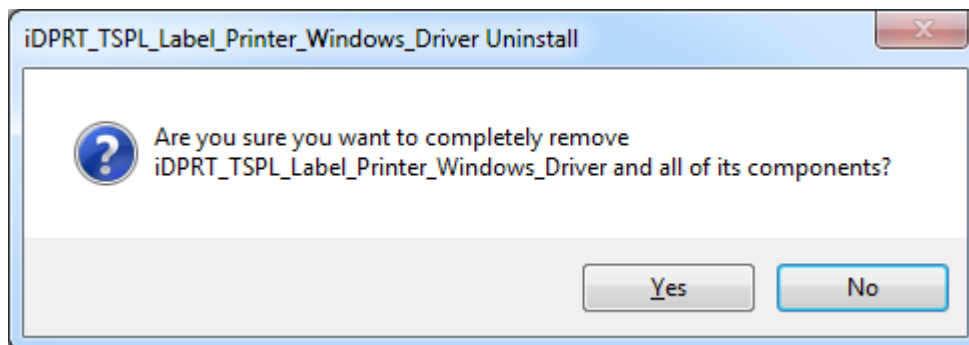 iDPRT_TSPL_Label_Printer_Windows_Driver Uninstall
Are you sure you want to completely remove
iDPRT_TSPL_Label_Printer_Windows_Driver and all of its components?
Yes
No